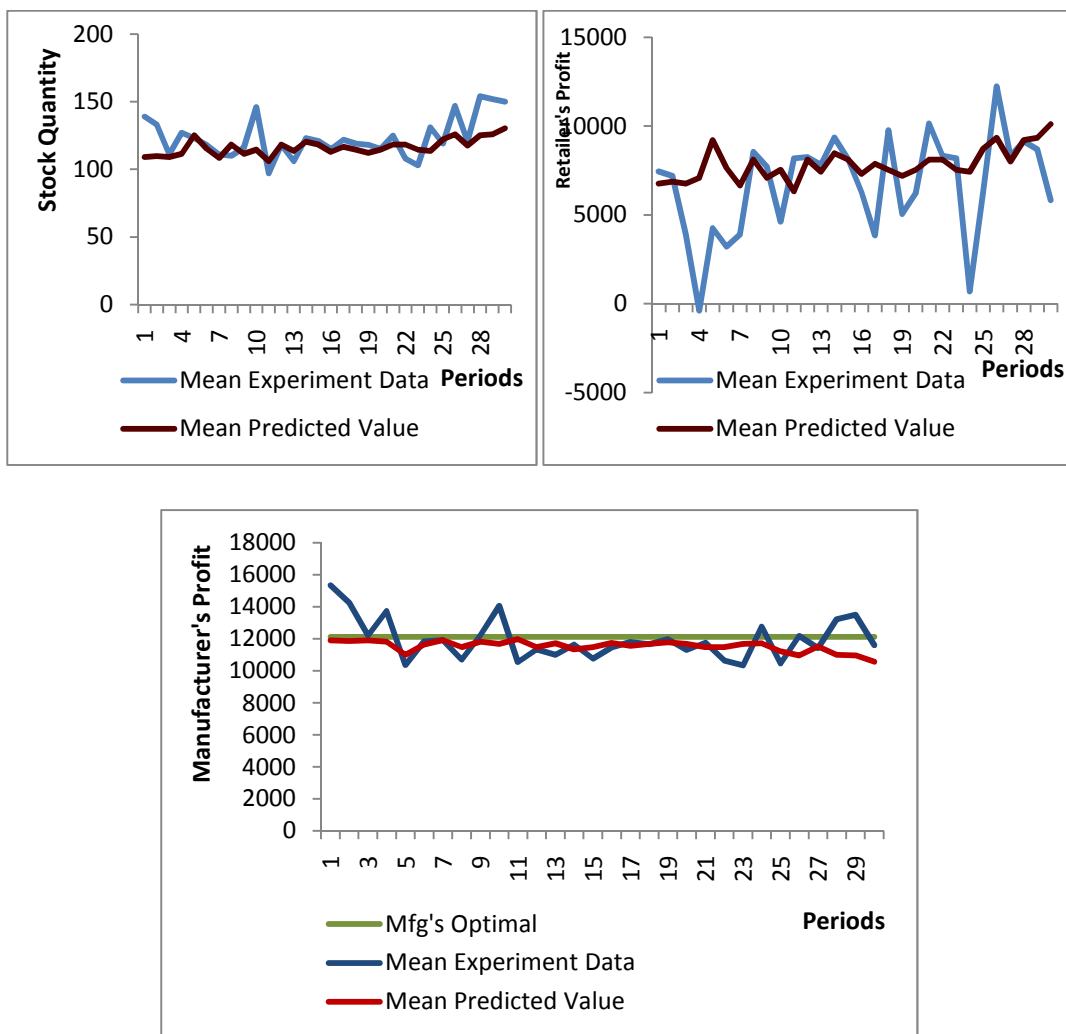 Stock Quantity
200
150
100
50
0
1 4 7 10 13 16 19 22 25 28
Mean Experiment Data
Periods
Mean Predicted Value
Retailer's Profit
15000
10000
5000
0
-5000
1 4 7 10 13 16 19 22 25 28
Mean Experiment Data
Periods
Mean Predicted Value
Manufacturer's Profit
18000
16000
14000
12000
10000
8000
6000
4000
2000
0
1 3 5 7 9 11 13 15 17 19 21 23 25 27 29
Periods
Mfg's Optimal
Mean Experiment Data
Mean Predicted Value